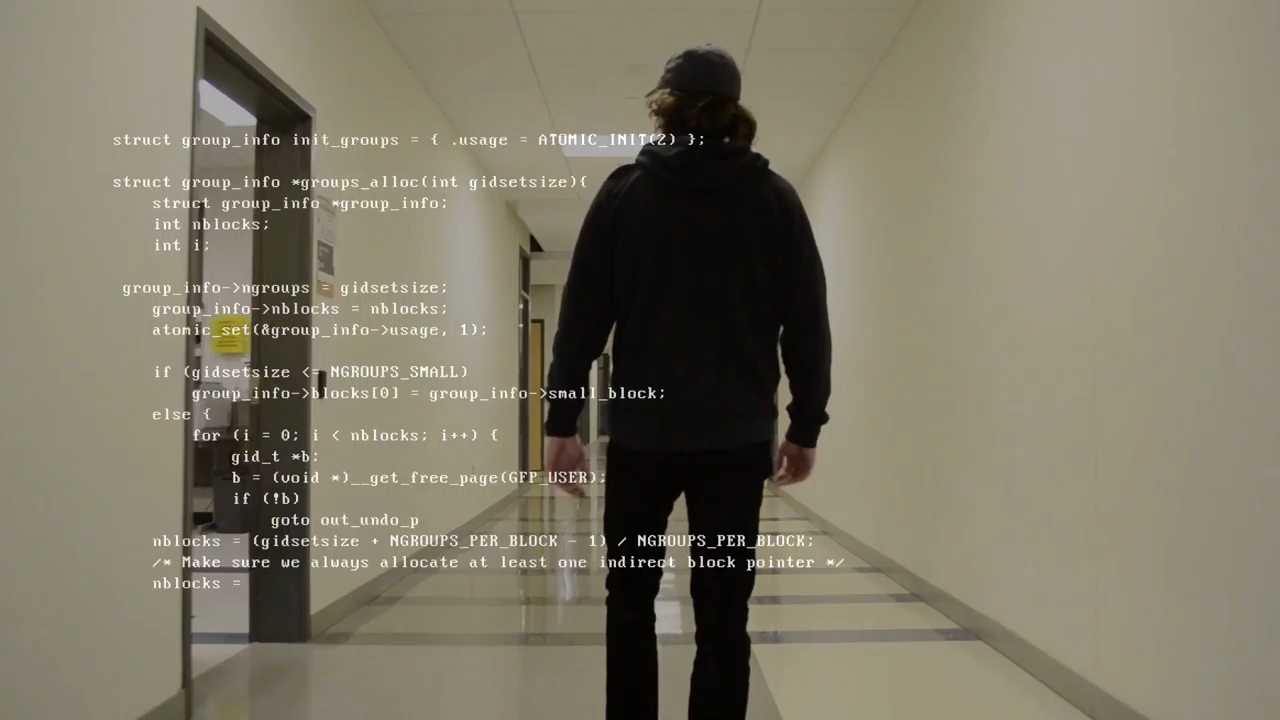 struct group_info init_groups = { .usage = ATOMIC_INIT(2) };
struct group_info *groups_alloc(int gidsetsize){
struct group_info *group_info;
int nblocks;
int i;
group_info->ngroups = gidsetsize;
group_info->nblocks = nblocks;
atomic_set(&group_info->usage, 1);
if (gidsetsize <= NGROUPS_SMALL)
group_info->blocks[0] = group_info->small_block;
else {
for (i = 0; i < nblocks; i++) {
gid_t *b;
b = (void *)__get_free_page(GFP_USER);
if (!b)
goto out_undo_p
nblocks = (gidsetsize + NGROUPS_PER_BLOCK - 1) / NGROUPS_PER_BLOCK;
/* Make sure we always allocate at least one indirect block pointer */
nblocks =